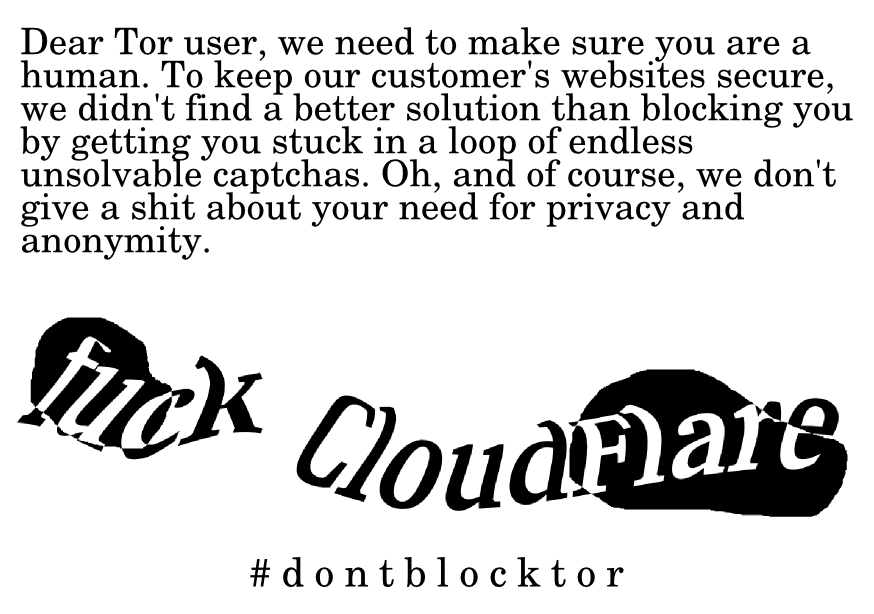 Dear Tor user, we need to make sure you are a
human. To keep our customer's websites secure,
we didn't find a better solution than blocking you
by getting you stuck in a loop of endless
unsolvable captchas. Oh, and of course, we don't
give a shit about your need for privacy and
anonymity.
fuck CloudFlare
#dontblocktor